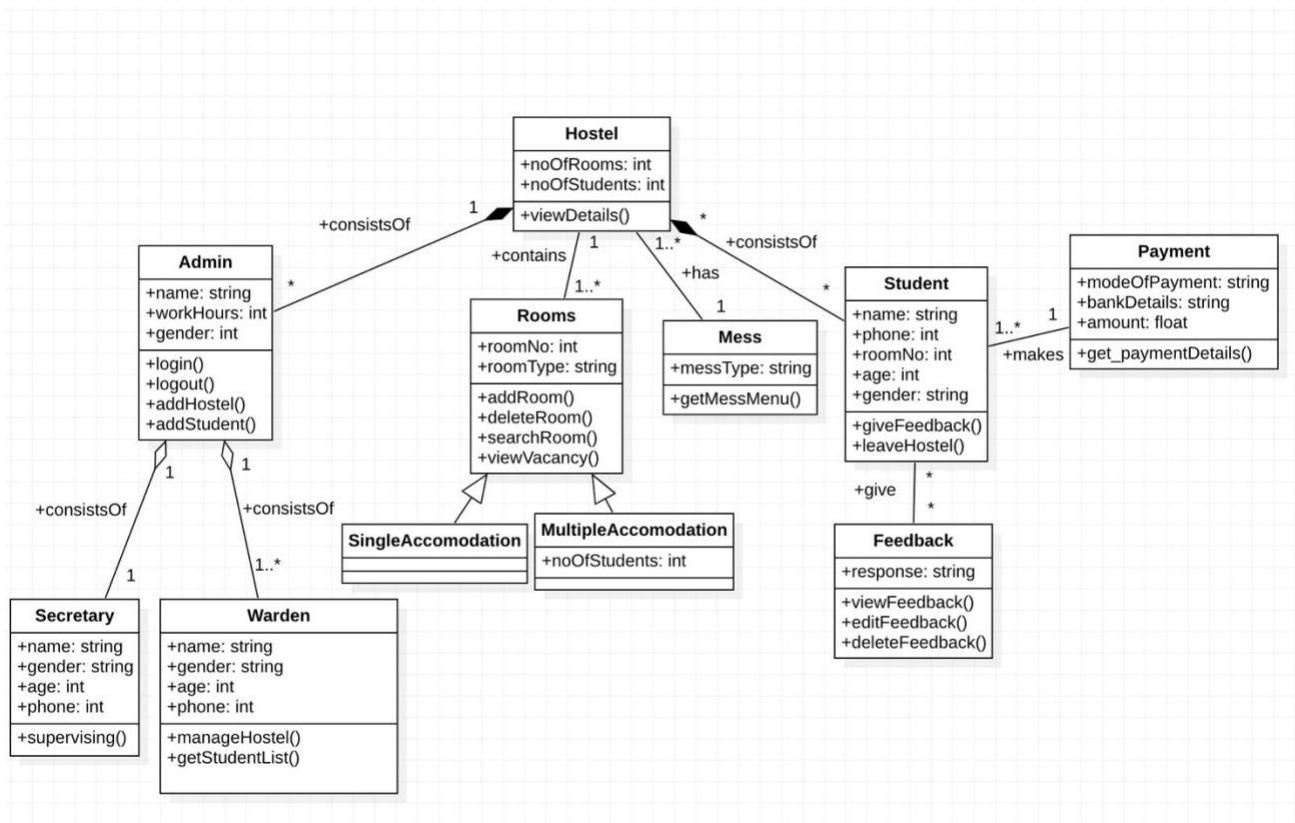 Hostel
+noOfRooms: int
+noOfStudents: int
+viewDetails()
1
+consistsOf
*
Admin
+name: string
+workHours: int
+gender: int
+login()
+logout()
+addHostel()
+addStudent()
1
+contains
1..*
Rooms
+roomNo: int
+roomType: string
+addRoom()
+deleteRoom()
+searchRoom()
+viewVacancy()
1..*
+has
1
Mess
+messType: string
+getMessMenu()
*
+consistsOf
*
Student
+name: string
+phone: int
+roomNo: int
+age: int
+gender: string
+giveFeedback()
+leaveHostel()
1..*
+makes
1
Payment
+modeOfPayment: string
+bankDetails: string
+amount: float
+get_paymentDetails()
1
+consistsOf
1
Secretary
+name: string
+gender: string
+age: int
+phone: int
+supervising()
1
+consistsOf
1..*
Warden
+name: string
+gender: string
+age: int
+phone: int
+manageHostel()
+getStudentList()
SingleAccomodation
MultipleAccomodation
+noOfStudents: int
*
+give
*
Feedback
+response: string
+viewFeedback()
+editFeedback()
+deleteFeedback()